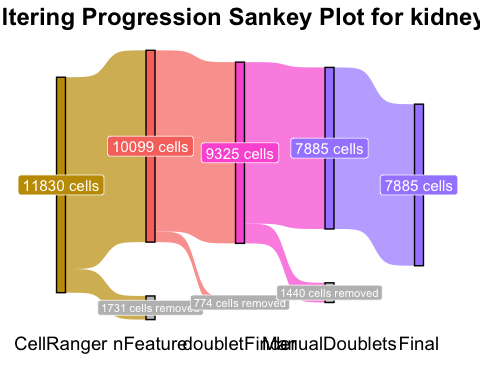 ltering Progression Sankey Plot for kidney
11830 cells
10099 cells
9325 cells
7885 cells
7885 cells
1731 cells removed
774 cells removed
1440 cells removed
CellRanger nFeature doubletFinder ManualDoublets Final